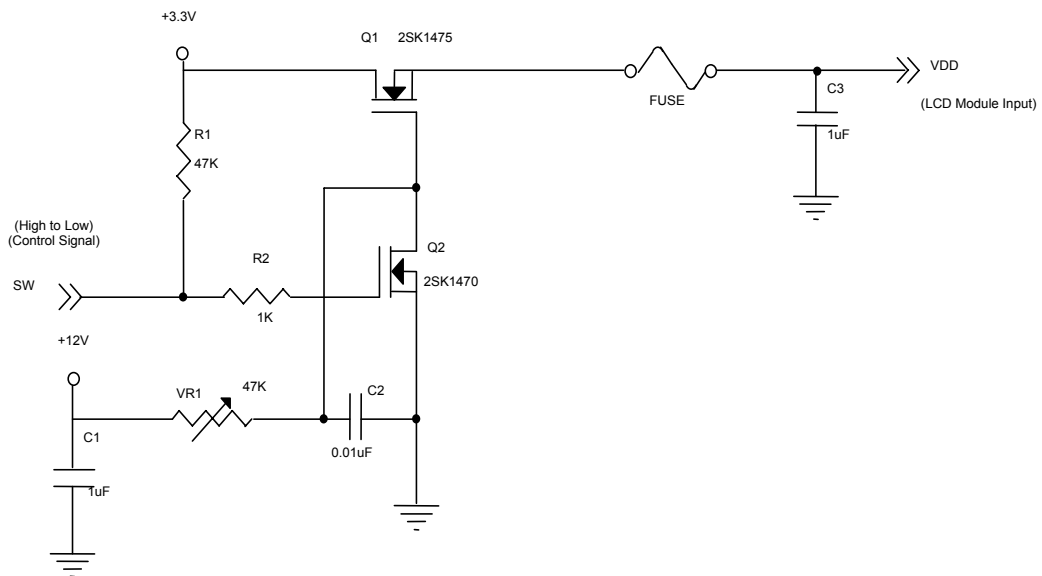 +3.3V
Q1 2SK1475
VDD
FUSE
C3
(LCD Module Input)
R1
1uF
47K
(High to Low)
(Control Signal)
Q2
R2
SW
2SK1470
1K
+12V
VR1
47K
C2
C1
0.01uF
1uF